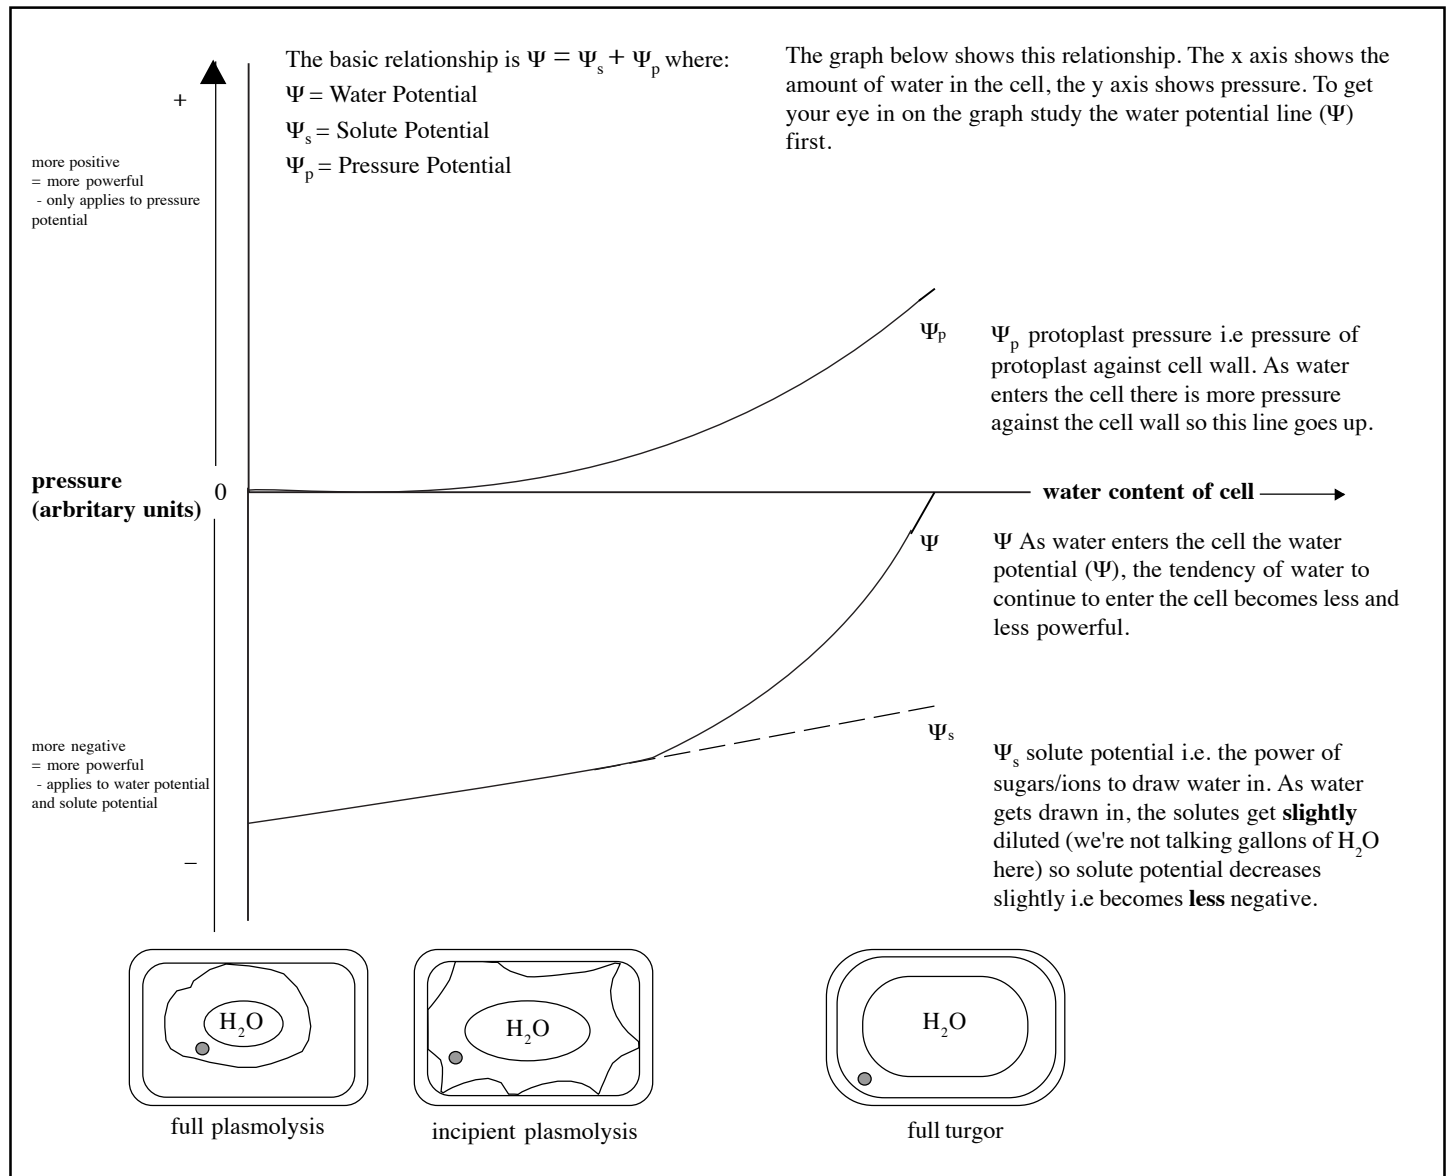 The basic relationship is Ψ = Ψs + Ψp where:
Ψ = Water Potential
Ψs = Solute Potential
Ψp = Pressure Potential
The graph below shows this relationship. The x axis shows the
amount of water in the cell, the y axis shows pressure. To get
your eye in on the graph study the water potential line (Ψ)
first.
+
more positive
= more powerful
- only applies to pressure
potential
Ψp
Ψp protoplast pressure i.e pressure of
protoplast against cell wall. As water
enters the cell there is more pressure
against the cell wall so this line goes up.
pressure
(arbritary units)
0
water content of cell
Ψ
Ψ As water enters the cell the water
potential (Ψ), the tendency of water to
continue to enter the cell becomes less and
less powerful.
Ψs
more negative
= more powerful
- applies to water potential
and solute potential
–
Ψs solute potential i.e. the power of
sugars/ions to draw water in. As water
gets drawn in, the solutes get slightly
diluted (we're not talking gallons of H2O
here) so solute potential decreases
slightly i.e becomes less negative.
H2O
H2O
H2O
full plasmolysis
incipient plasmolysis
full turgor